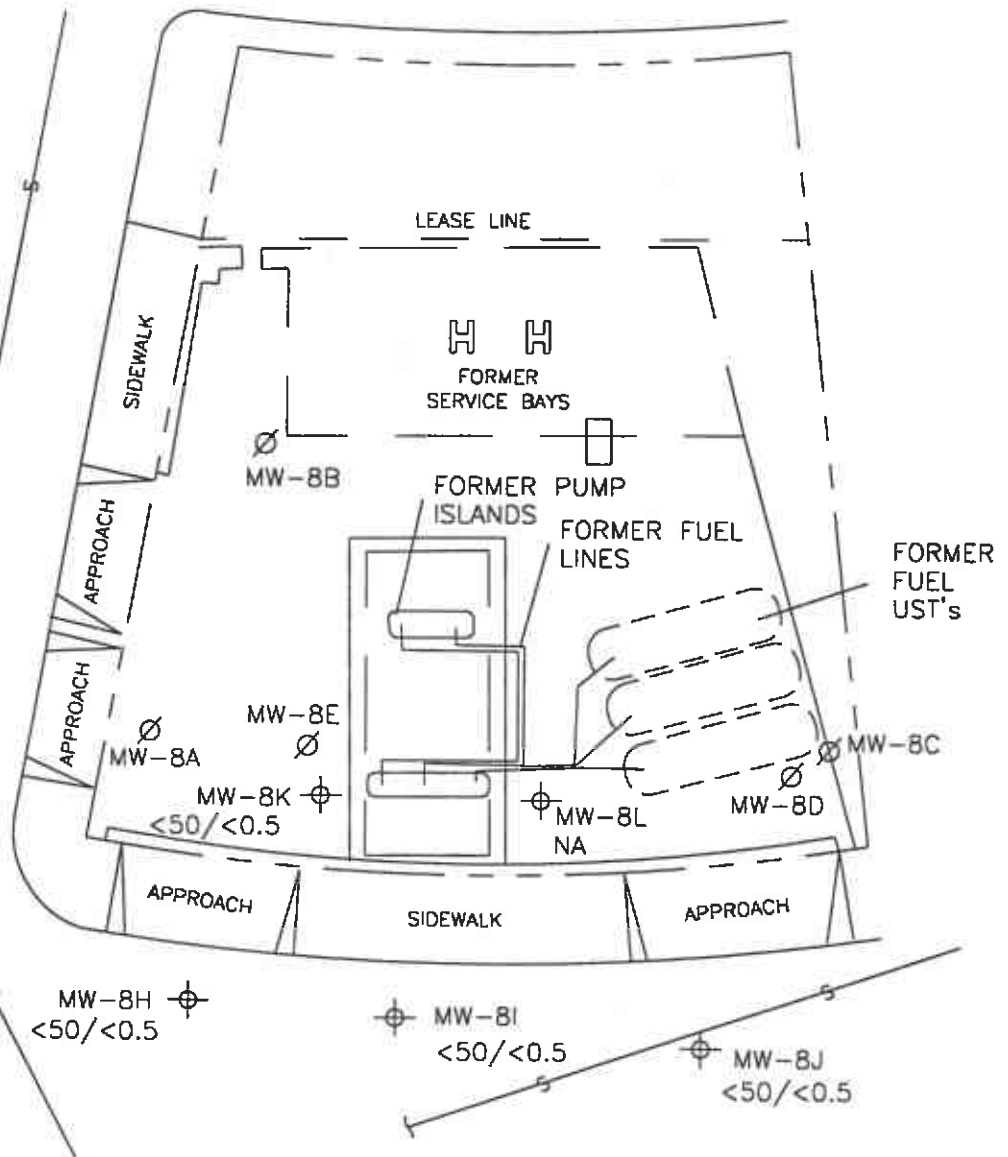 S
LEASE LINE
SIDEWALK
FORMER
SERVICE BAYS
MW-8B
FORMER PUMP
ISLANDS
FORMER FUEL
LINES
FORMER
FUEL
UST's
APPROACH
APPROACH
MW-8A
MW-8E
MW-8K
<50/<0.5
MW-8L
NA
MW-8C
MW-8D
APPROACH
SIDEWALK
APPROACH
MW-8H
<50/<0.5
MW-8I
<50/<0.5
S
S
MW-8J
<50/<0.5